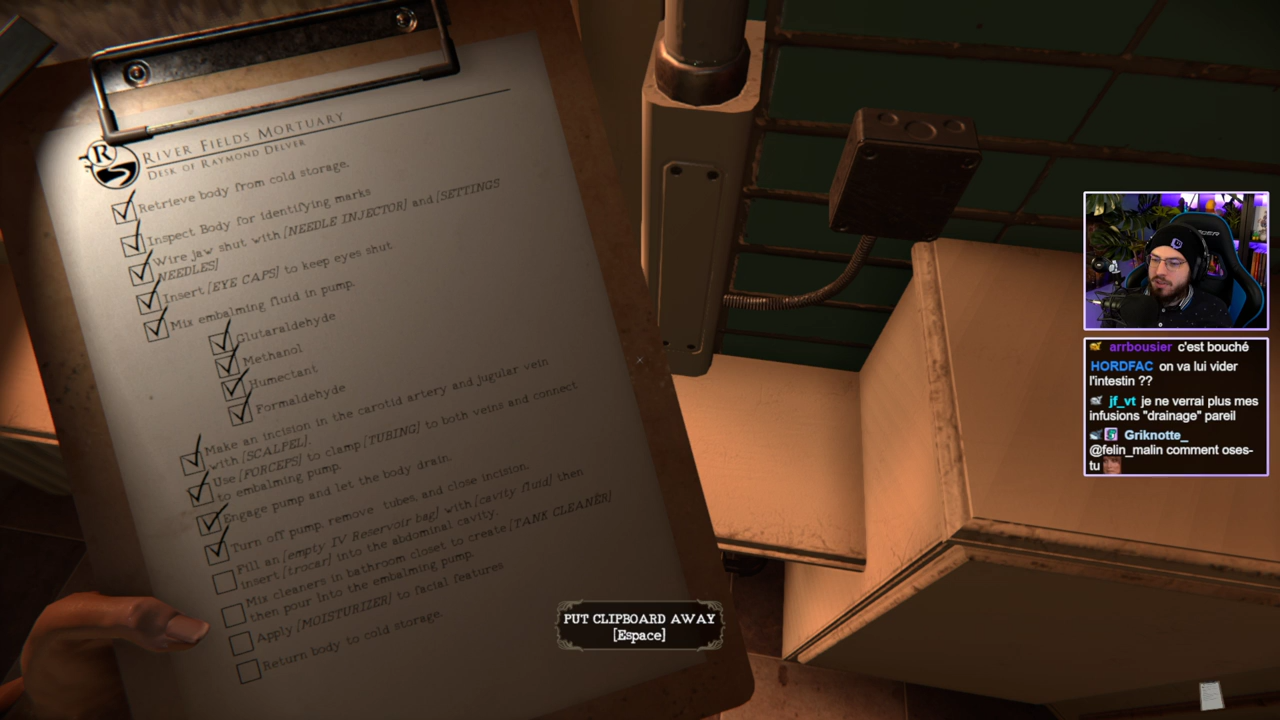 RIVER FIELDS MORTUARY
DESK OF RAYMOND DELVER
Retrieve body from cold storage.
Inspect Body for identifying marks
Wire jaw shut with [NEEDLE INJECTOR] and [SETTINGS
NEEDLES]
Insert [EYE CAPS] to keep eyes shut
Mix embalming fluid in pump.
Glutaraldehyde
Methanol
Humectant
Formaldehyde
Make an incision in the carotid artery and jugular vein
with [SCALPEL].
Use [FORCEPS] to clamp [TUBING] to both veins and connect
to embalming pump.
Engage pump and let the body drain.
Turn off pump, remove tubes, and close incision.
Fill an [empty IV Reservoir bag] with [cavity fluid] then
insert [trocar] into the abdominal cavity.
Mix cleaners in bathroom closet to create [TANK CLEANER]
then pour into the embalming pump.
Apply [MOISTURIZER] to facial features
Return body to cold storage.
PUT CLIPBOARD AWAY
[Espace]
arrbousier c'est bouché
HORDFAC on va lui vider
l'intestin ??
jf_vt je ne verrai plus mes
infusions "drainage" pareil
Griknotte_
@felin_malin comment oses-
tu